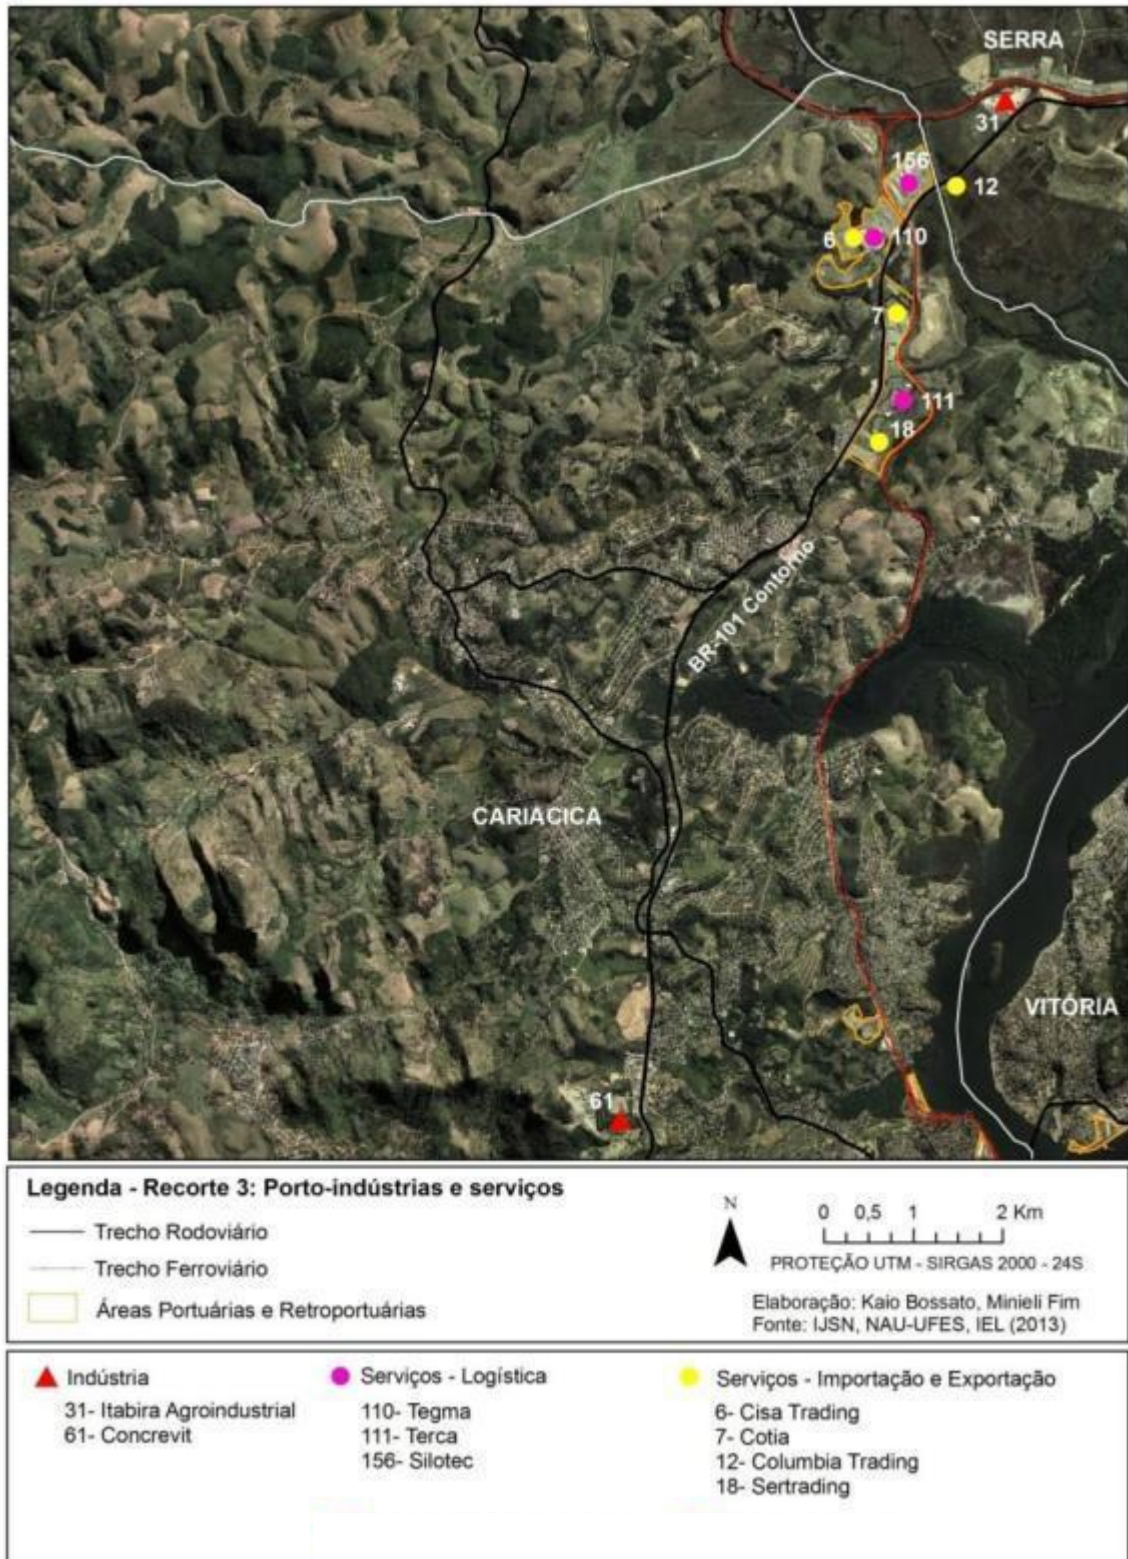 SERRA
31
156
12
6
110
7
111
18
BR-101 Contorno
CARIACICA
VITÓRIA
61
Legenda - Recorte 3: Porto-indústrias e serviços
Trecho Rodoviário
Trecho Ferroviário
Áreas Portuárias e Retroportuárias
N
0 0,5 1 2 Km
PROTEÇÃO UTM - SIRGAS 2000 - 24S
Elaboração: Kaio Bossato, Minieli Fim
Fonte: IJSN, NAU-UFES, IEL (2013)
Indústria
31- Itabira Agroindustrial
61- Concrevit
Serviços - Logística
110- Tegma
111- Terca
156- Silotec
Serviços - Importação e Exportação
6- Cisa Trading
7- Cotia
12- Columbia Trading
18- Sertrading